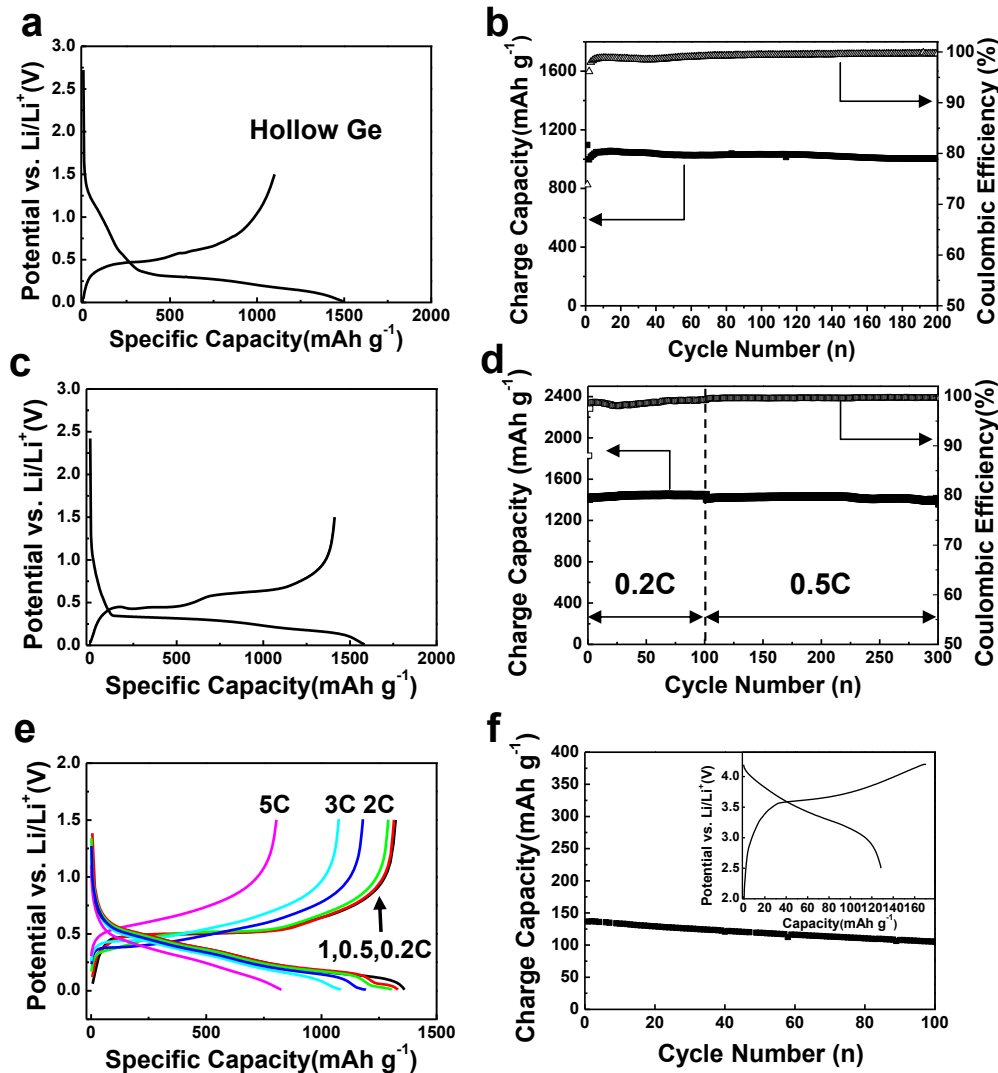 a
3.0
2.5
2.0
1.5
1.0
0.5
0.0
Potential vs. Li/Li⁺(V)
Hollow Ge
0
500
1000
1500
2000
Specific Capacity(mAh g⁻¹)
b
1600
1200
800
400
0
Charge Capacity(mAh g⁻¹)
100
90
80
70
60
50
Coulombic Efficiency (%)
0 20 40 60 80 100 120 140 160 180 200
Cycle Number (n)
c
3.0
2.5
2.0
1.5
1.0
0.5
0.0
Potential vs. Li/Li⁺(V)
0
500
1000
1500
2000
Specific Capacity(mAh g⁻¹)
d
2400
2200
1800
1400
1200
800
400
0
Charge Capacity (mAh g⁻¹)
0.2C
0.5C
100
90
80
70
60
50
Coulombic Efficiency(%)
0 50 100 150 200 250 300
Cycle Number (n)
e
2.0
1.5
1.0
0.5
0.0
Potential vs. Li/Li⁺(V)
5C
3C
2C
1,0.5,0.2C
0
500
1000
1500
Specific Capacity(mAh g⁻¹)
f
400
350
300
250
200
150
100
50
0
Charge Capacity(mAh g⁻¹)
4.0
3.5
3.0
2.5
2.0
Potential vs. Li/Li⁺(V)
0 20 40 60 80 100 120 140 160
Capacity(mAh g⁻¹)
0 20 40 60 80 100
Cycle Number (n)